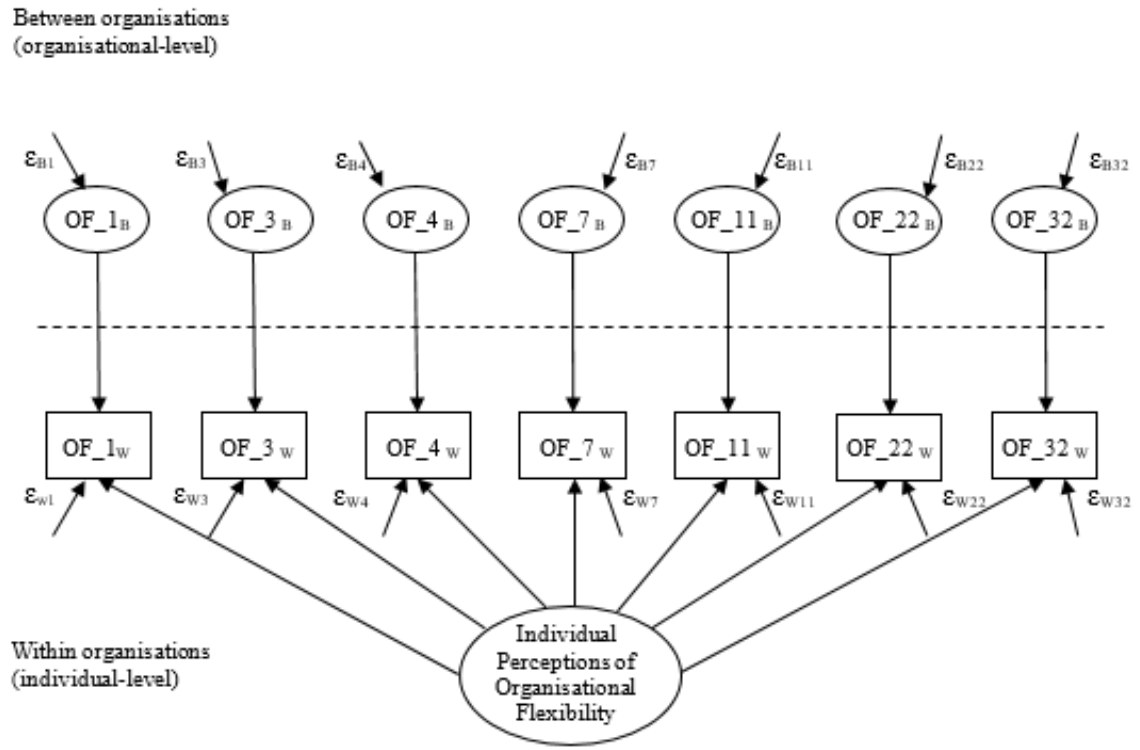 Between organisations
(organisational-level)
εB1 εB3 εB4 εB7 εB11 εB22 εB32
OF_1B OF_3 B OF_4 B OF_7 B OF_11 B OF_22 B OF_32 B
OF_1W OF_3 W OF_4 W OF_7 W OF_11 W OF_22 W OF_32 W
εw1 εW3 εW4 εW7 εW11 εW22 εW32
Within organisations
(individual-level)
Individual
Perceptions of
Organisational
Flexibility